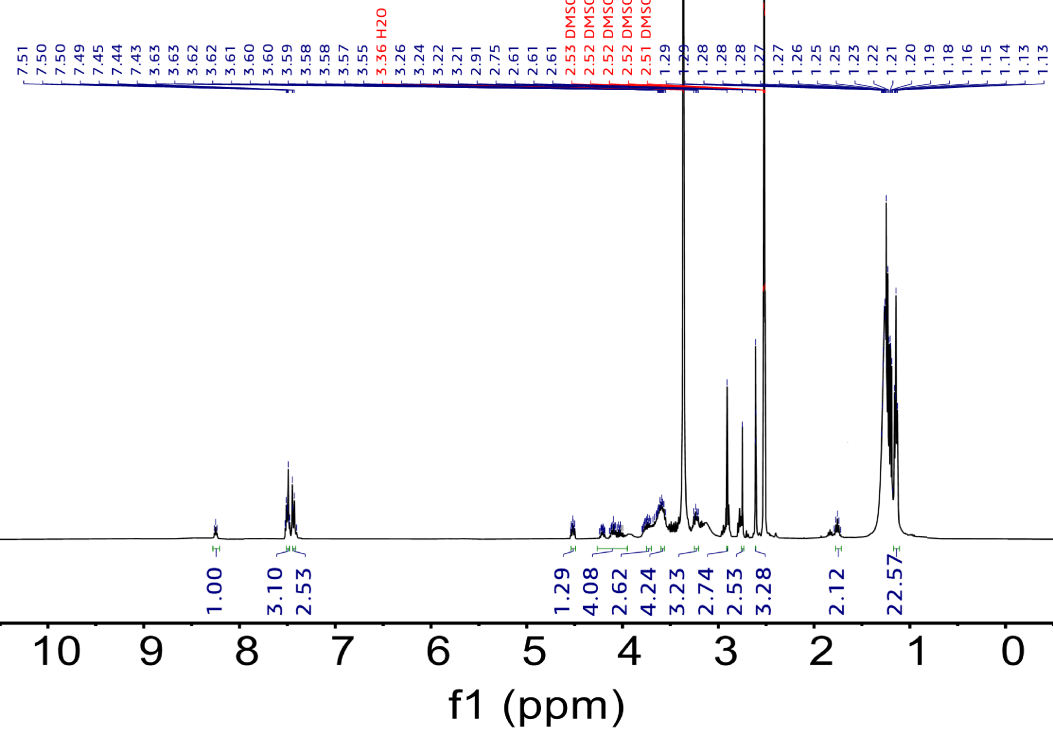 7.51 7.50 7.50 7.49 7.45 7.44 7.43 3.63 3.63 3.62 3.62 3.61 3.60 3.60 3.59 3.58 3.58 3.57 3.55 3.36 H2O 3.26 3.24 3.22 3.21 2.91 2.75 2.61 2.61 2.61 2.53 DMSO 2.52 DMSO 2.52 DMSO 2.52 DMSO 2.51 DMSO 1.29 1.29 1.28 1.28 1.28 1.27 1.27 1.26 1.25 1.25 1.23 1.22 1.21 1.20 1.19 1.18 1.16 1.15 1.14 1.13 1.13
1.00 3.10 2.53 1.29 4.08 2.62 4.24 3.23 2.74 2.53 3.28 2.12 22.57
10 9 8 7 6 5 4 3 2 1 0
f1 (ppm)